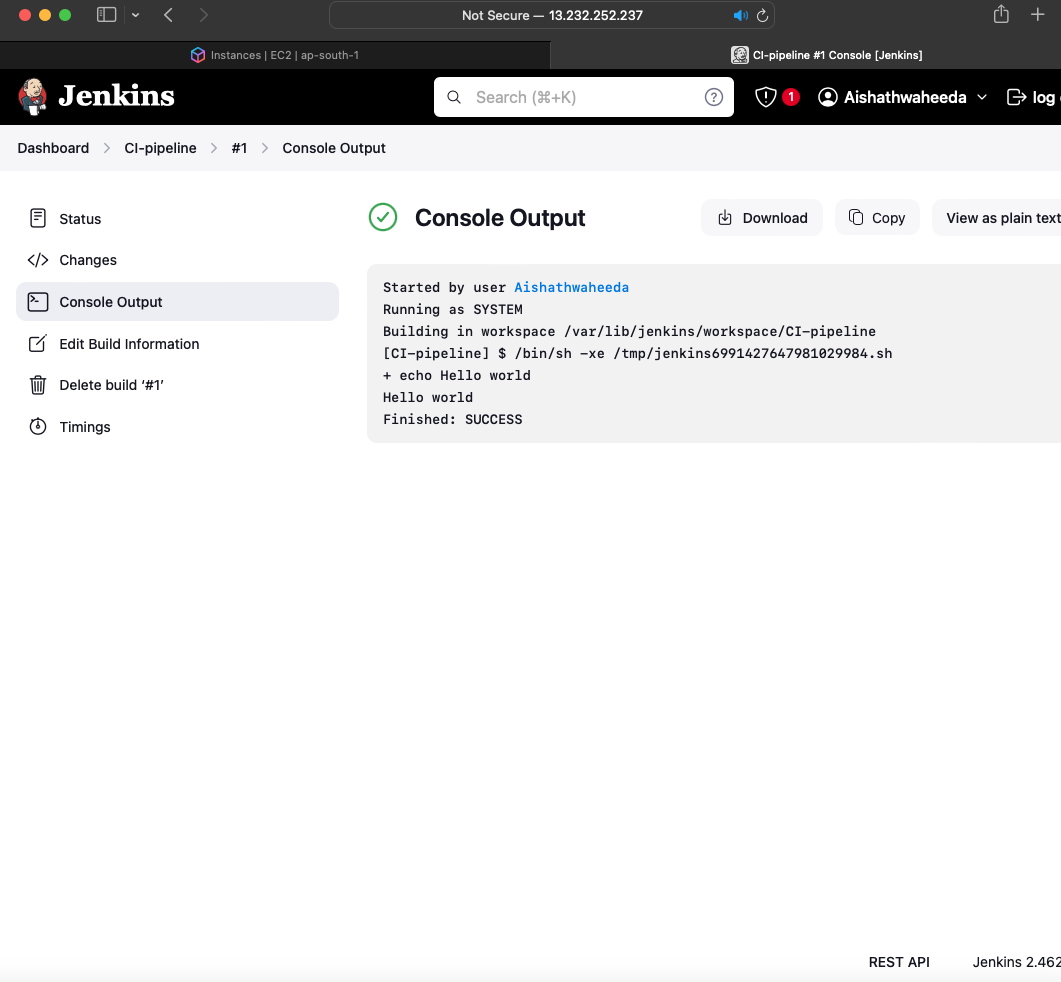 Not Secure — 13.232.252.237
Instances | EC2 | ap-south-1
CI-pipeline #1 Console [Jenkins]
Jenkins
Search (⌘+K)
?
1
Aishathwaheeda
log
Dashboard
CI-pipeline
#1
Console Output
Status
Changes
Console Output
Edit Build Information
Delete build ‘#1’
Timings
Console Output
Download
Copy
View as plain text
Started by user Aishathwaheeda
Running as SYSTEM
Building in workspace /var/lib/jenkins/workspace/CI-pipeline
[CI-pipeline] $ /bin/sh -xe /tmp/jenkins6991427647981029984.sh
+ echo Hello world
Hello world
Finished: SUCCESS
REST API
Jenkins 2.462